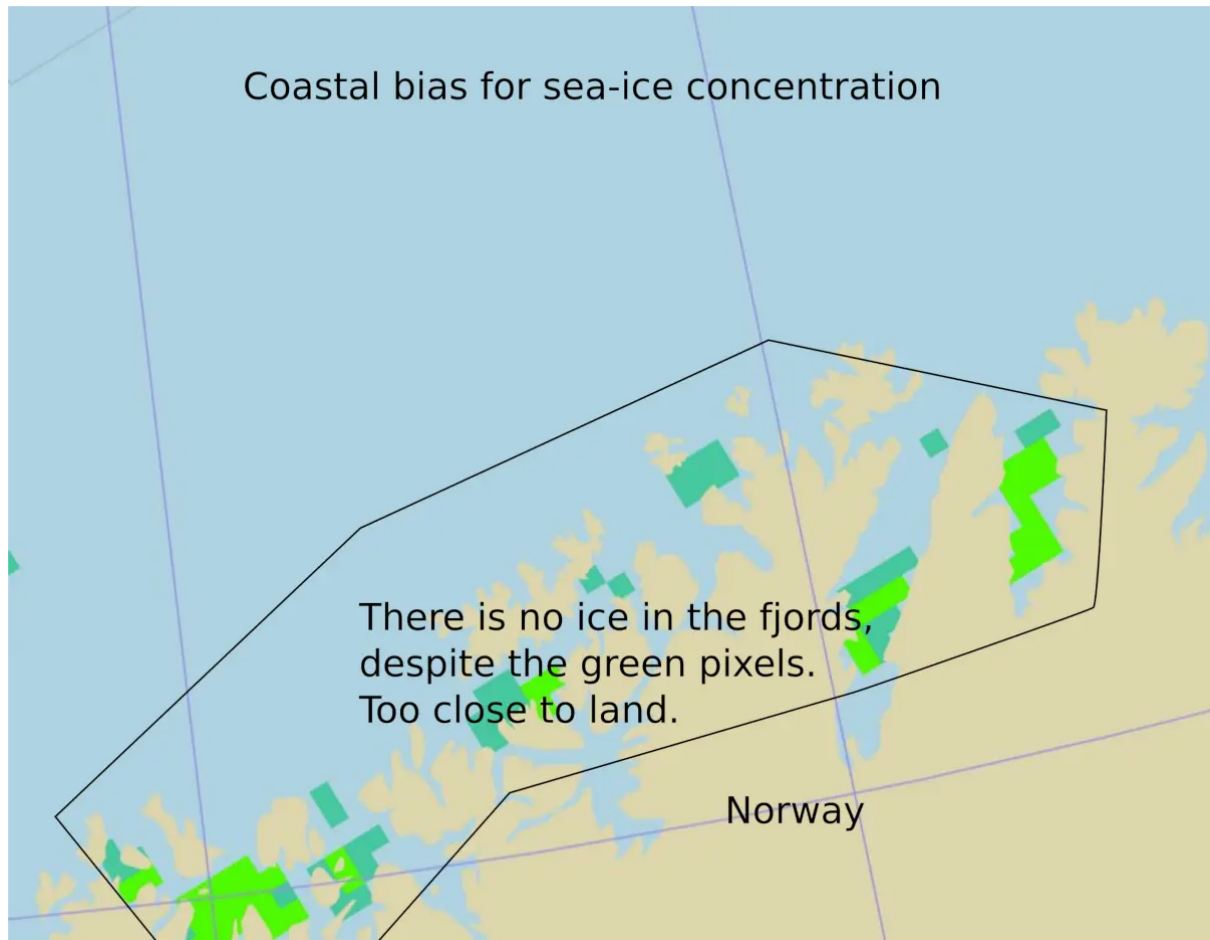 Coastal bias for sea-ice concentration
There is no ice in the fjords,
despite the green pixels.
Too close to land.
Norway